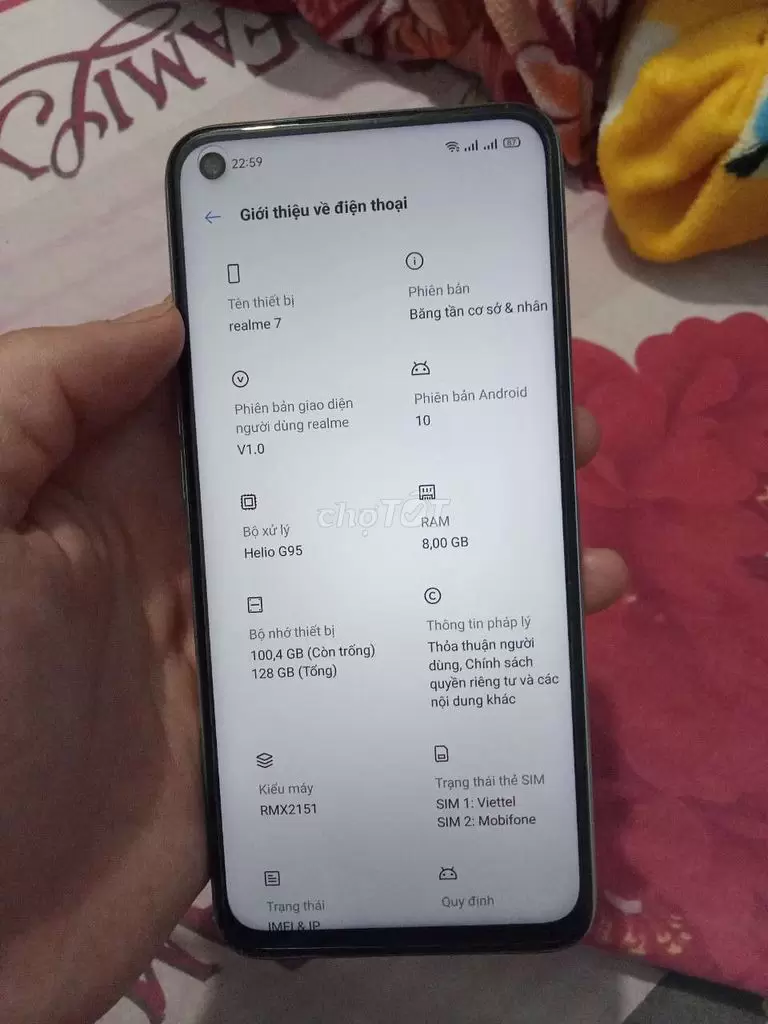 FAMILY
22:59
87
Giới thiệu về điện thoại
Tên thiết bị
realme 7
Phiên bản
Băng tần cơ sở & nhân
Phiên bản giao diện
người dùng realme
V1.0
Phiên bản Android
10
Bộ xử lý
Helio G95
RAM
8,00 GB
chợTỐT
Bộ nhớ thiết bị
100,4 GB (Còn trống)
128 GB (Tổng)
Thông tin pháp lý
Thỏa thuận người
dùng, Chính sách
quyền riêng tư và các
nội dung khác
Kiểu máy
RMX2151
Trạng thái thẻ SIM
SIM 1: Viettel
SIM 2: Mobifone
Trạng thái
IMEI & IP
Quy định